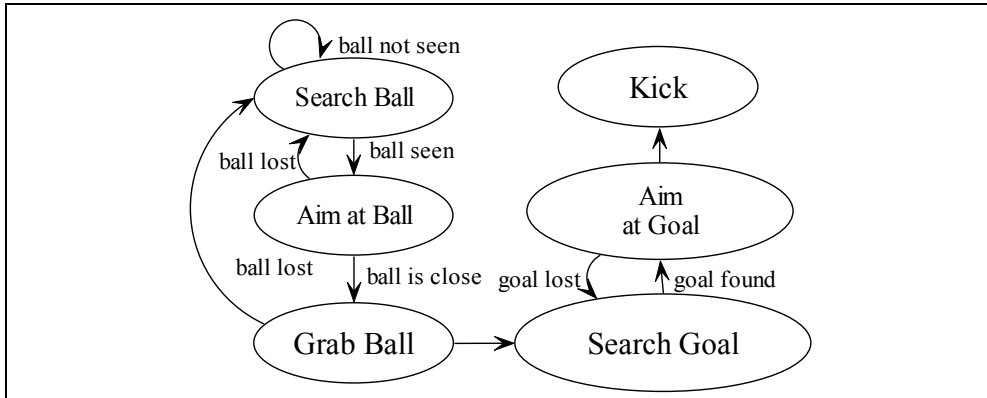 ball not seen
Search Ball
ball lost
ball seen
Aim at Ball
ball lost
ball is close
Grab Ball
Kick
Aim
at Goal
goal lost
goal found
Search Goal